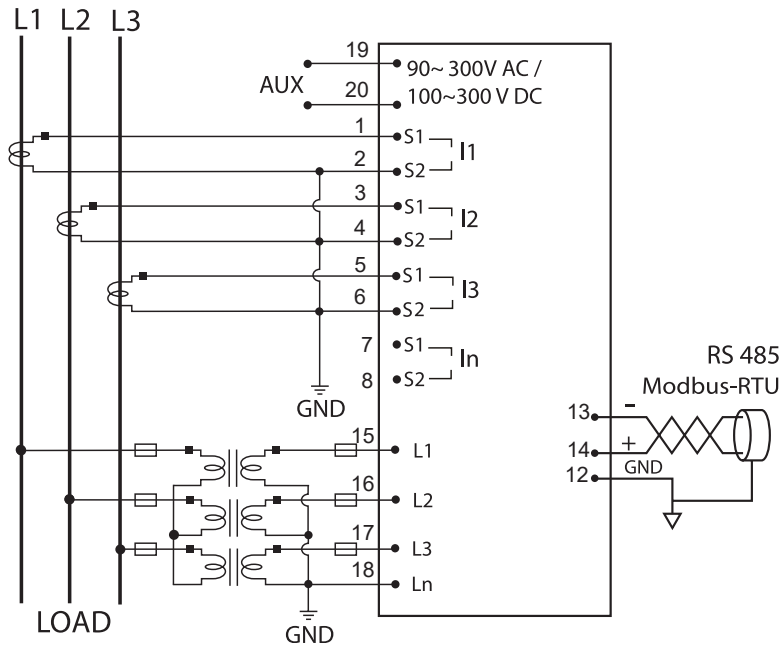 L1 L2 L3
19
90~ 300V AC /
AUX
20
100~300 V DC
1
S1
I1
2
S2
3
S1
I2
4
S2
5
S1
I3
6
S2
7
S1
In
8
S2
GND
RS 485
Modbus-RTU
13
-
14
+
GND
12
15
L1
16
L2
17
L3
18
Ln
LOAD
GND